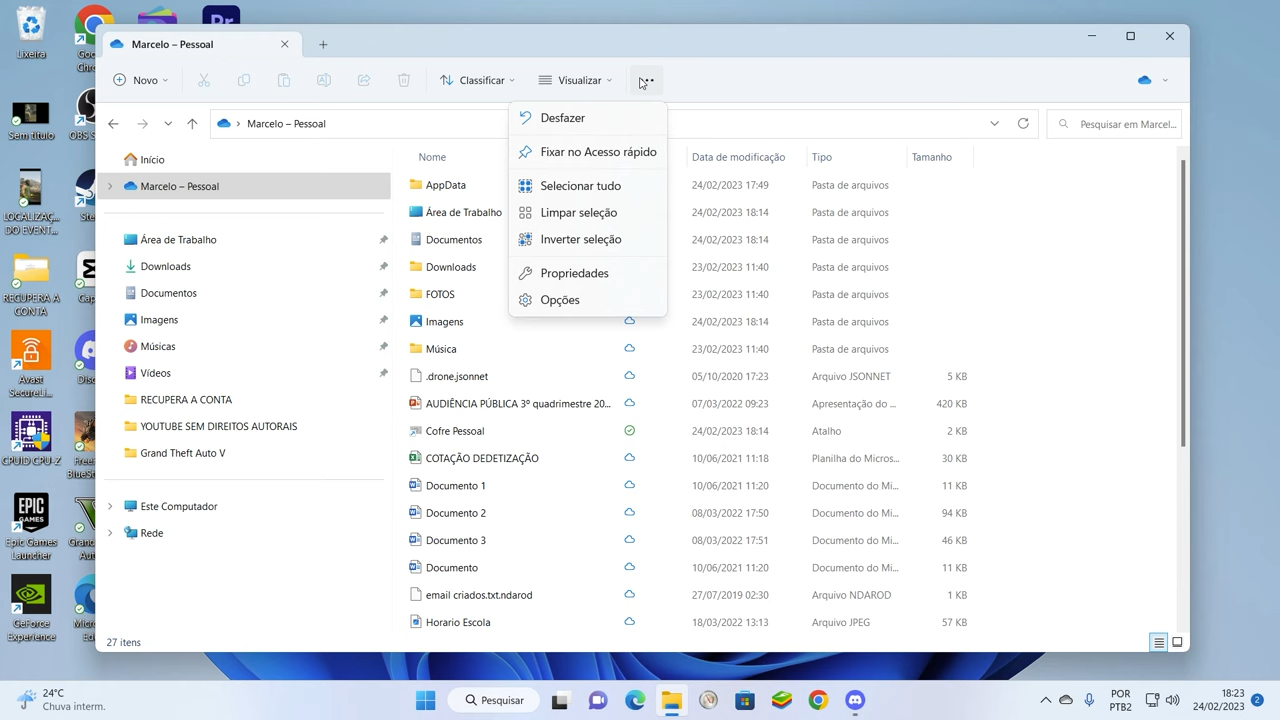 Lixeira
Goo
Chro
Pr
Sem título
OBS S
LOCALIZAÇ...
DO EVENT...
Ste
RECUPERA A
CONTA
Cap
Avast
SecureLi...
Disc
CPUID CPU-Z
Free
BlueSta
Epic Games
Launcher
EPIC
GAMES
Grand
Aut
GeForce
Experience
Micro
Ed
Marcelo – Pessoal
Novo
Classificar
Visualizar
Marcelo – Pessoal
Pesquisar em Marcel...
Desfazer
Fixar no Acesso rápido
Selecionar tudo
Limpar seleção
Inverter seleção
Propriedades
Opções
Início
Marcelo – Pessoal
Área de Trabalho
Downloads
Documentos
Imagens
Músicas
Vídeos
RECUPERA A CONTA
YOUTUBE SEM DIREITOS AUTORAIS
Grand Theft Auto V
Este Computador
Rede
Nome Data de modificação Tipo Tamanho
AppData 24/02/2023 17:49 Pasta de arquivos
Área de Trabalho 24/02/2023 18:14 Pasta de arquivos
Documentos 24/02/2023 18:14 Pasta de arquivos
Downloads 23/02/2023 11:40 Pasta de arquivos
FOTOS 23/02/2023 11:40 Pasta de arquivos
Imagens 24/02/2023 18:14 Pasta de arquivos
Música 23/02/2023 11:40 Pasta de arquivos
.drone.jsonnet 05/10/2020 17:23 Arquivo JSONNET 5 KB
AUDIÊNCIA PÚBLICA 3º quadrimestre 20... 07/03/2022 09:23 Apresentação do ... 420 KB
Cofre Pessoal 24/02/2023 18:14 Atalho 2 KB
COTAÇÃO DEDETIZAÇÃO 10/06/2021 11:18 Planilha do Micros... 30 KB
Documento 1 10/06/2021 11:20 Documento do Mi... 11 KB
Documento 2 08/03/2022 17:50 Documento do Mi... 94 KB
Documento 3 08/03/2022 17:51 Documento do Mi... 46 KB
Documento 10/06/2021 11:20 Documento do Mi... 11 KB
email criados.txt.ndarod 27/07/2019 02:30 Arquivo NDAROD 1 KB
Horario Escola 18/03/2022 13:13 Arquivo JPEG 57 KB
27 itens
24°C
Chuva interm.
Pesquisar
POR
PTB2
18:23
24/02/2023
2